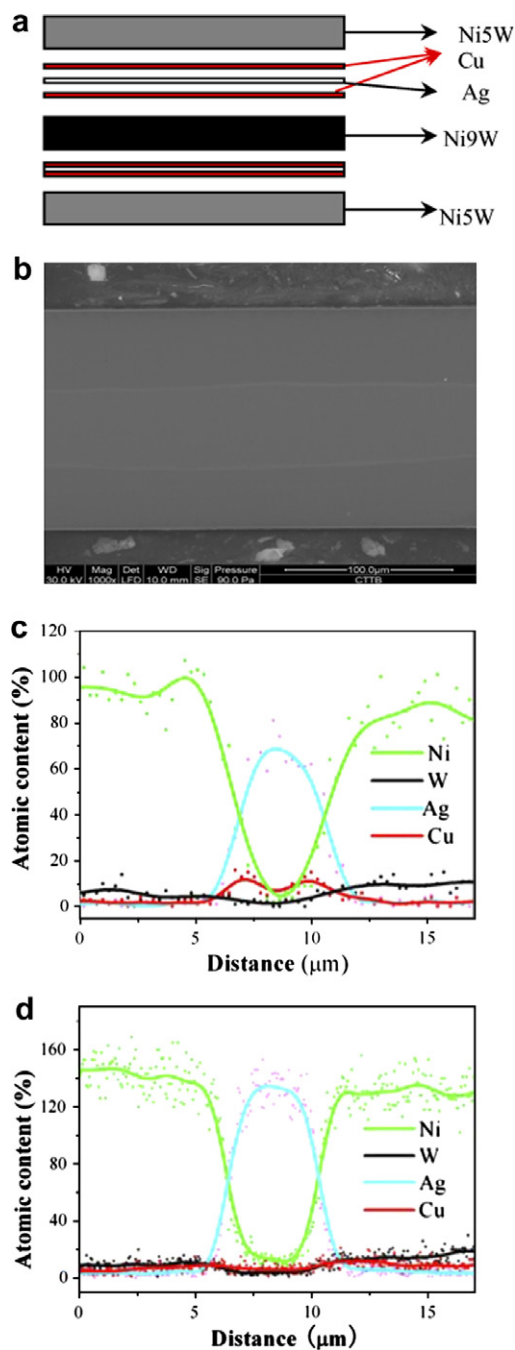 a
Ni5W
Cu
Ag
Ni9W
Ni5W
b
HV Mag Det WD Sig Pressure 100.0µm
30.0 kV 1000x LFD 10.0 mm SE 90.0 Pa CTTB
c
120
100
80
60
40
20
0
Atomic content (%)
Ni
W
Ag
Cu
0 5 10 15
Distance (µm)
d
160
120
80
40
0
Atomic content (%)
Ni
W
Ag
Cu
0 5 10 15
Distance (µm)